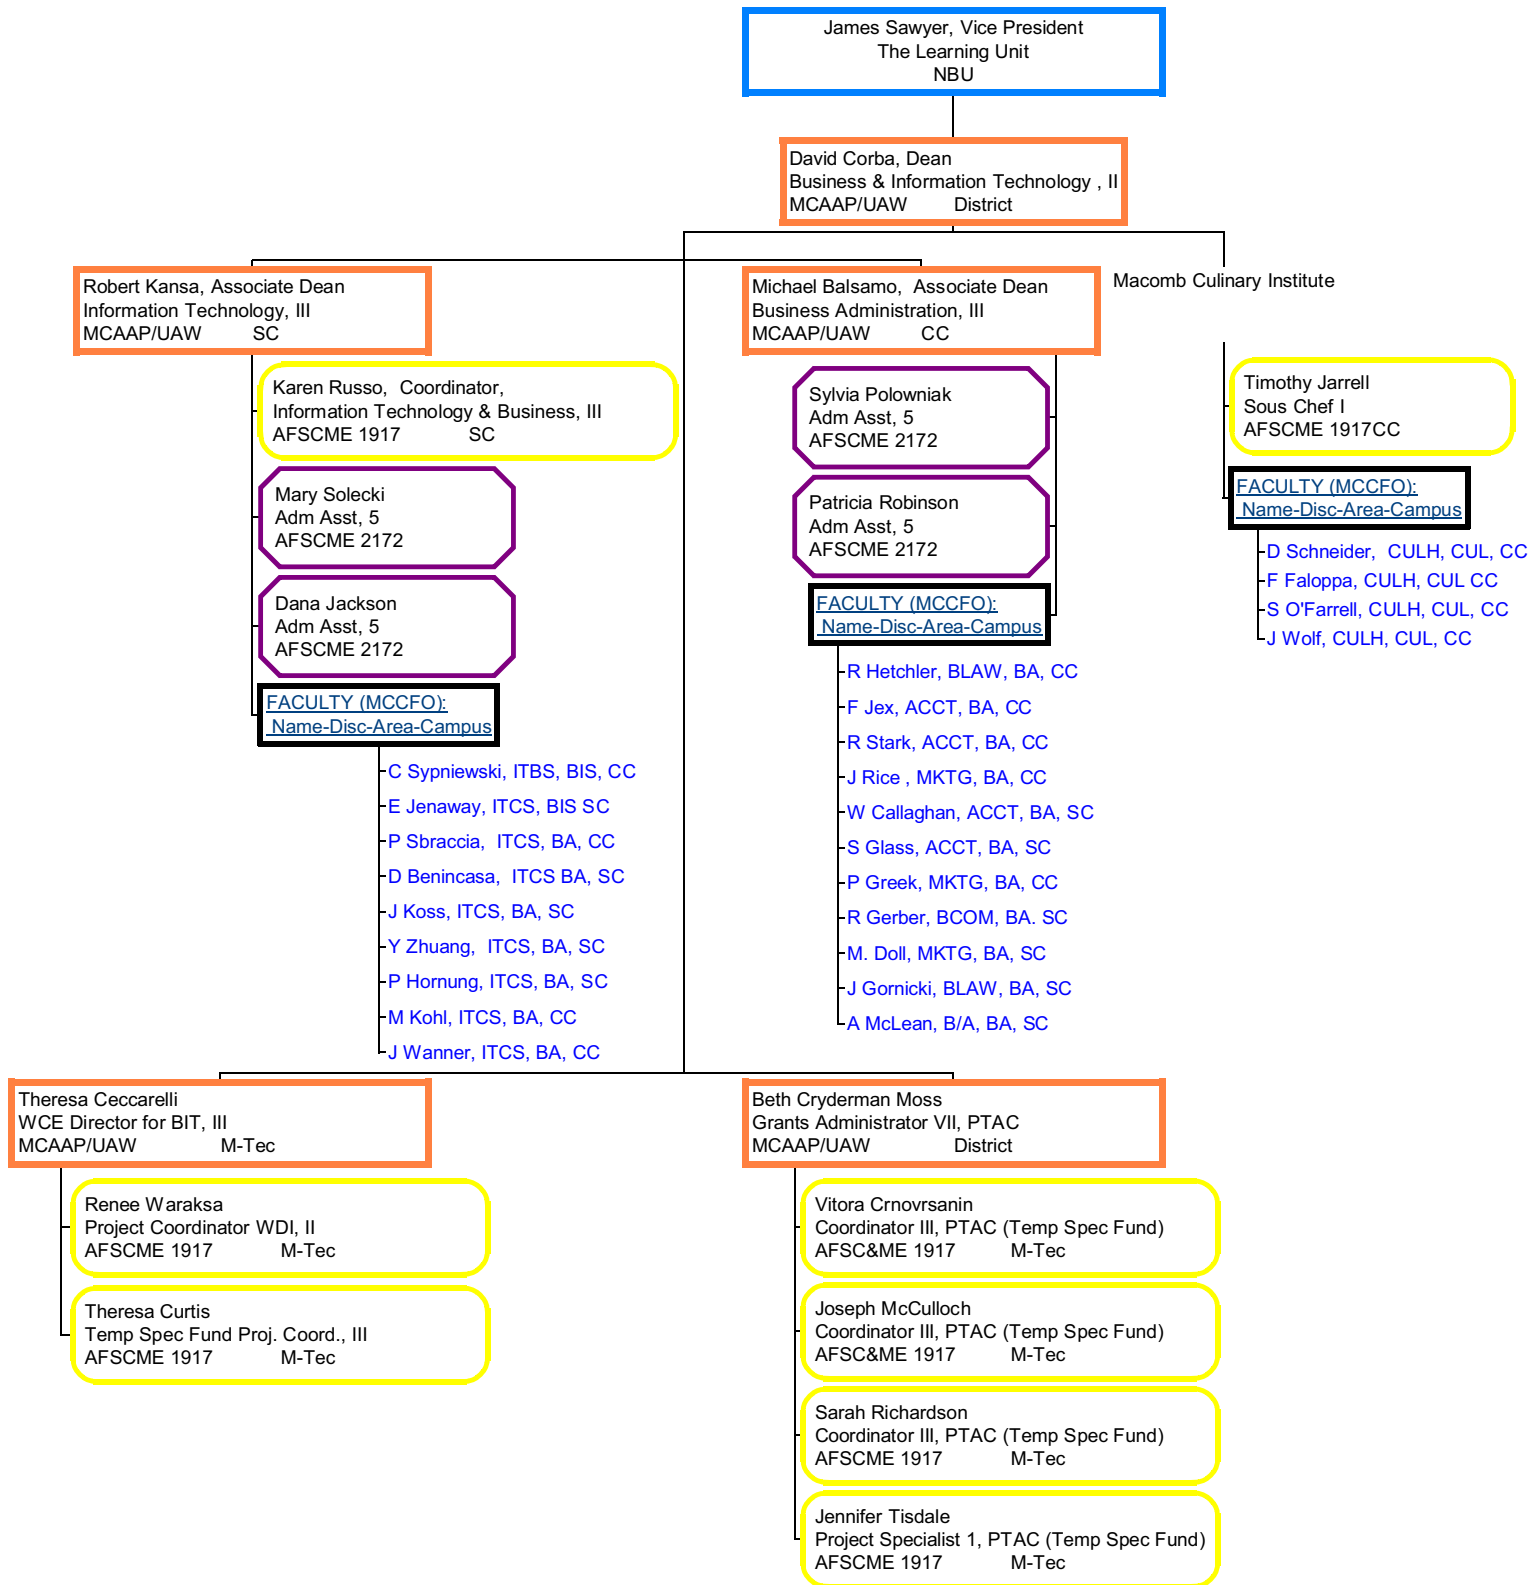 James Sawyer, Vice President
The Learning Unit
NBU
David Corba, Dean
Business & Information Technology , II
MCAAP/UAW District
Robert Kansa, Associate Dean
Information Technology, III
MCAAP/UAW SC
Karen Russo, Coordinator,
Information Technology & Business, III
AFSCME 1917 SC
Mary Solecki
Adm Asst, 5
AFSCME 2172
Dana Jackson
Adm Asst, 5
AFSCME 2172
FACULTY (MCCFO):
Name-Disc-Area-Campus
C Sypniewski, ITBS, BIS, CC
E Jenaway, ITCS, BIS SC
P Sbraccia, ITCS, BA, CC
D Benincasa, ITCS BA, SC
J Koss, ITCS, BA, SC
Y Zhuang, ITCS, BA, SC
P Hornung, ITCS, BA, SC
M Kohl, ITCS, BA, CC
J Wanner, ITCS, BA, CC
Michael Balsamo, Associate Dean
Business Administration, III
MCAAP/UAW CC
Sylvia Polowniak
Adm Asst, 5
AFSCME 2172
Patricia Robinson
Adm Asst, 5
AFSCME 2172
FACULTY (MCCFO):
Name-Disc-Area-Campus
R Hetchler, BLAW, BA, CC
F Jex, ACCT, BA, CC
R Stark, ACCT, BA, CC
J Rice , MKTG, BA, CC
W Callaghan, ACCT, BA, SC
S Glass, ACCT, BA, SC
P Greek, MKTG, BA, CC
R Gerber, BCOM, BA. SC
M. Doll, MKTG, BA, SC
J Gornicki, BLAW, BA, SC
A McLean, B/A, BA, SC
Macomb Culinary Institute
Timothy Jarrell
Sous Chef I
AFSCME 1917CC
FACULTY (MCCFO):
Name-Disc-Area-Campus
D Schneider, CULH, CUL, CC
F Faloppa, CULH, CUL CC
S O'Farrell, CULH, CUL, CC
J Wolf, CULH, CUL, CC
Theresa Ceccarelli
WCE Director for BIT, III
MCAAP/UAW M-Tec
Renee Waraksa
Project Coordinator WDI, II
AFSCME 1917 M-Tec
Theresa Curtis
Temp Spec Fund Proj. Coord., III
AFSCME 1917 M-Tec
Beth Cryderman Moss
Grants Administrator VII, PTAC
MCAAP/UAW District
Vitora Crnovrsanin
Coordinator III, PTAC (Temp Spec Fund)
AFSC&ME 1917 M-Tec
Joseph McCulloch
Coordinator III, PTAC (Temp Spec Fund)
AFSC&ME 1917 M-Tec
Sarah Richardson
Coordinator III, PTAC (Temp Spec Fund)
AFSCME 1917 M-Tec
Jennifer Tisdale
Project Specialist 1, PTAC (Temp Spec Fund)
AFSCME 1917 M-Tec